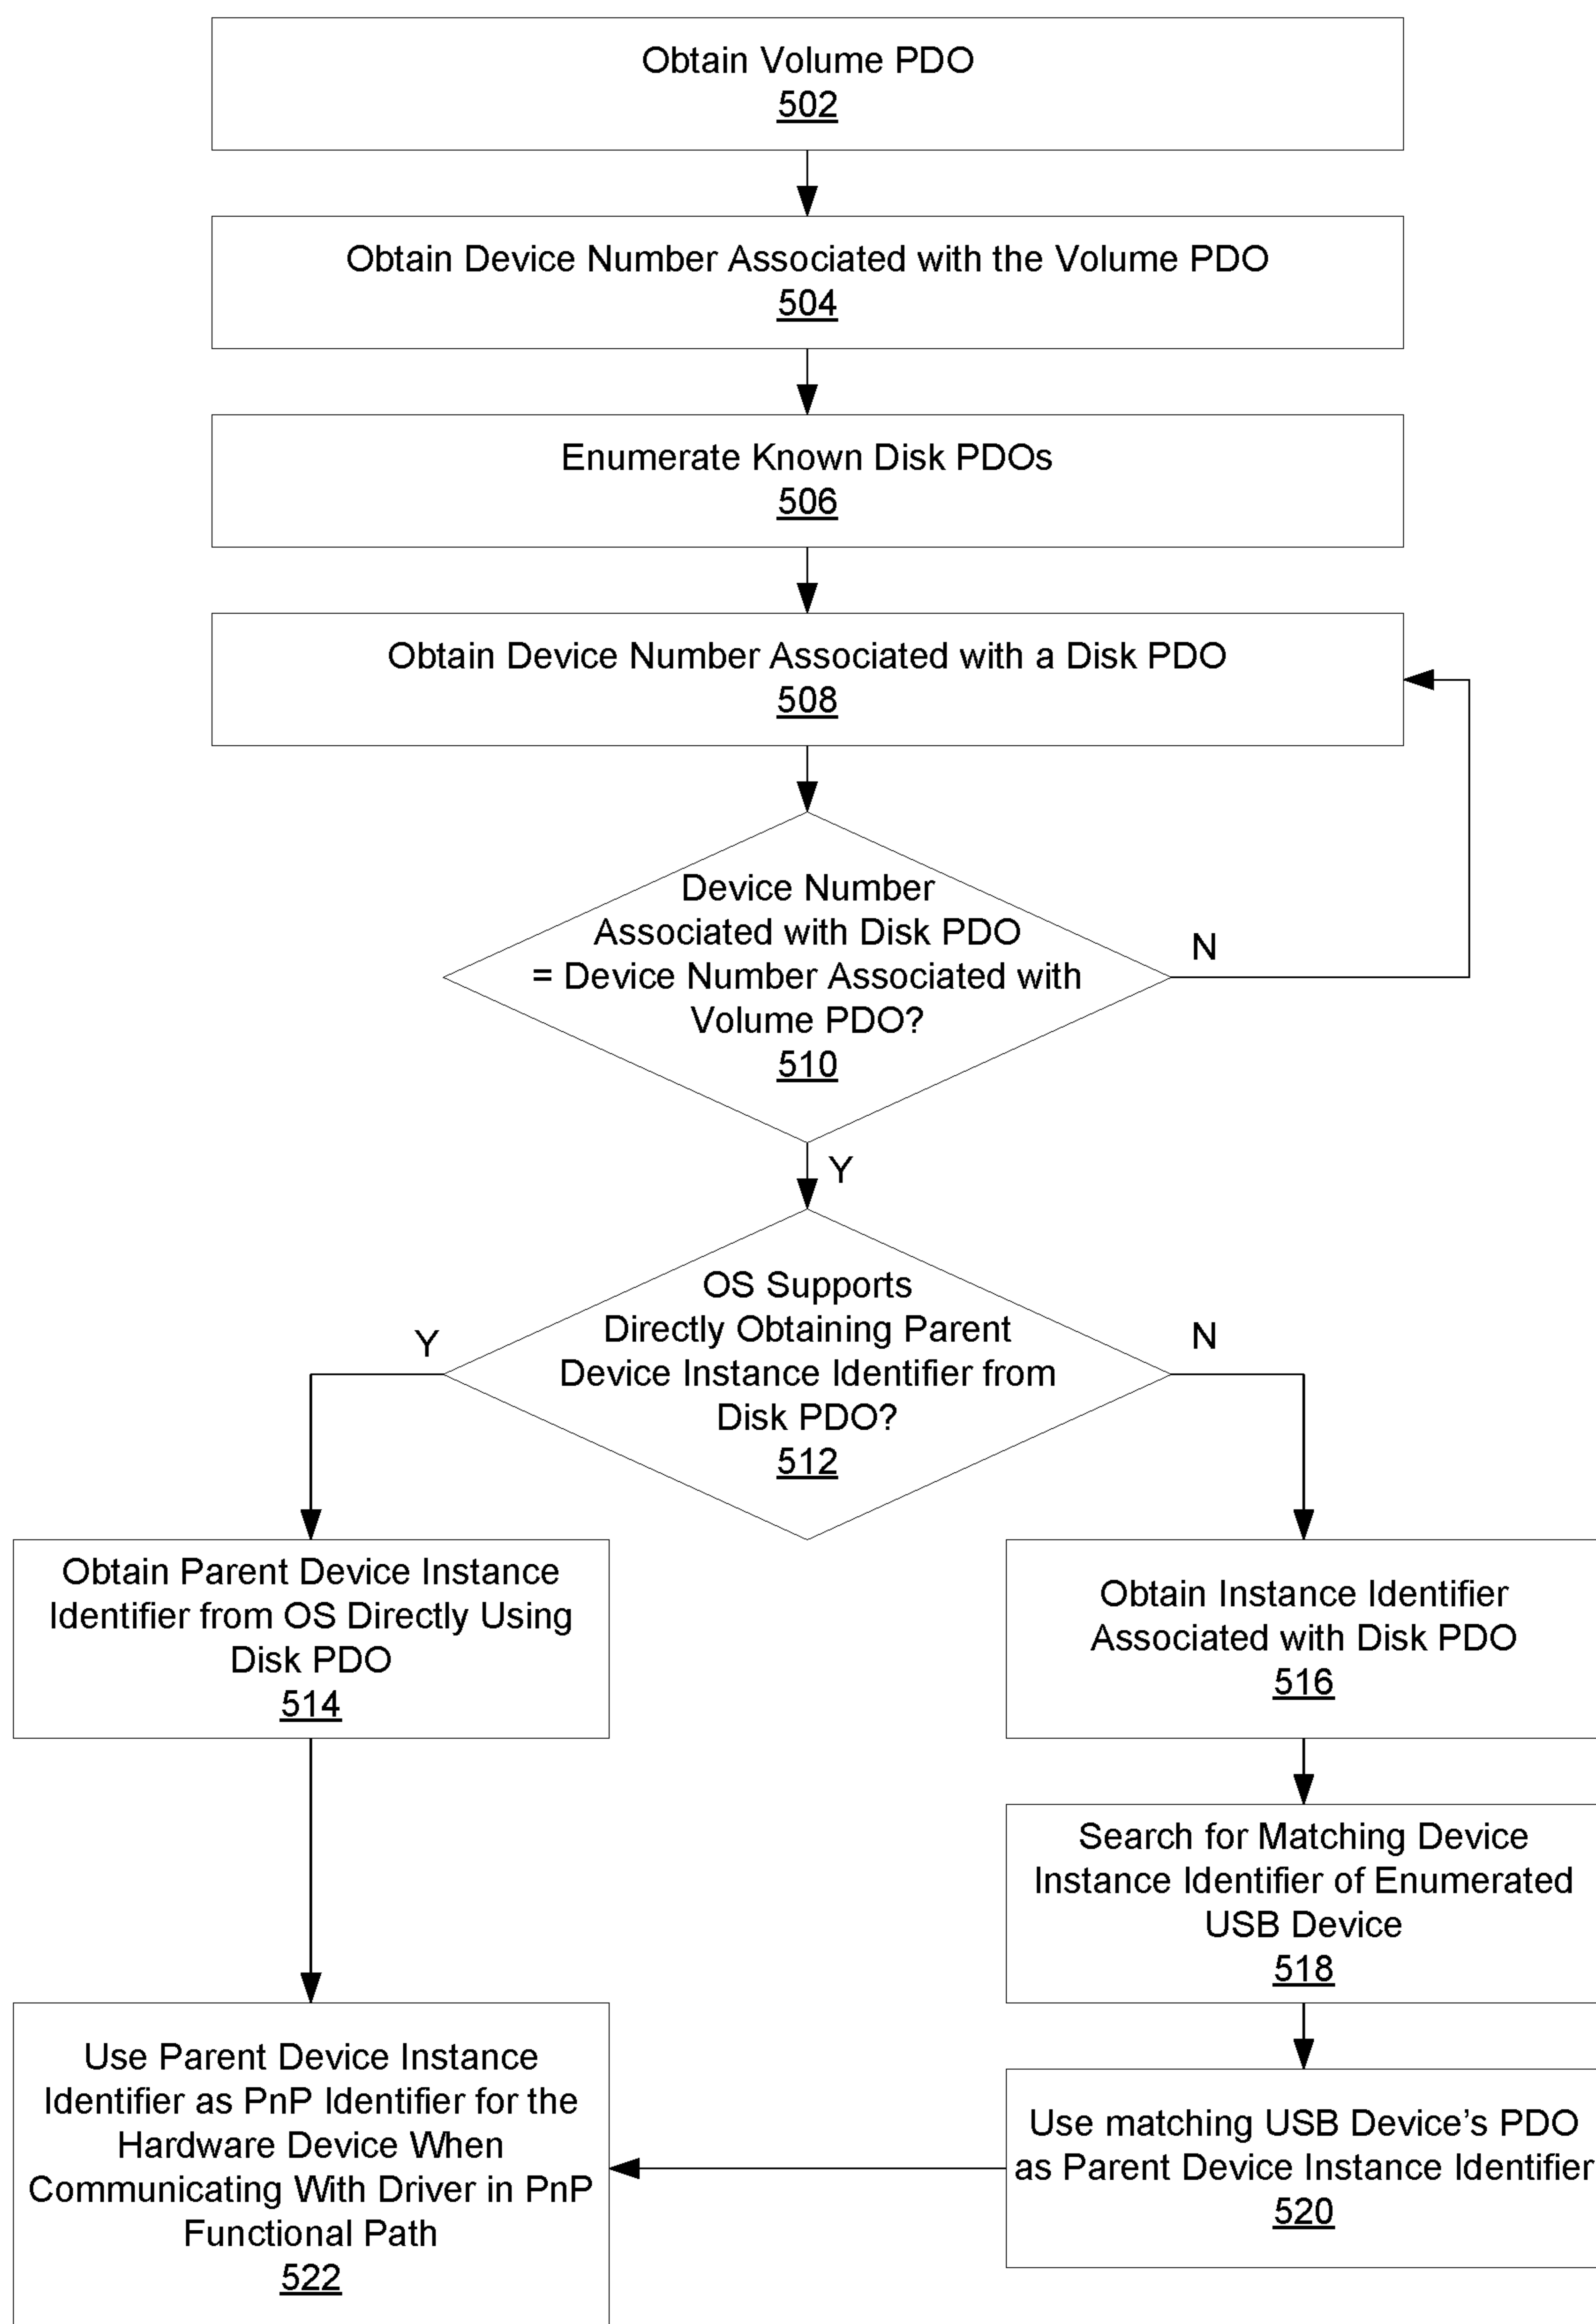 Obtain Volume PDO
502
Obtain Device Number Associated with the Volume PDO
504
Enumerate Known Disk PDOs
506
Obtain Device Number Associated with a Disk PDO
508
Device Number
Associated with Disk PDO
= Device Number Associated with
Volume PDO?
510
N
Y
OS Supports
Directly Obtaining Parent
Device Instance Identifier from
Disk PDO?
512
Y
N
Obtain Parent Device Instance
Identifier from OS Directly Using
Disk PDO
514
Obtain Instance Identifier
Associated with Disk PDO
516
Search for Matching Device
Instance Identifier of Enumerated
USB Device
518
Use Parent Device Instance
Identifier as PnP Identifier for the
Hardware Device When
Communicating With Driver in PnP
Functional Path
522
Use matching USB Device's PDO
as Parent Device Instance Identifier
520